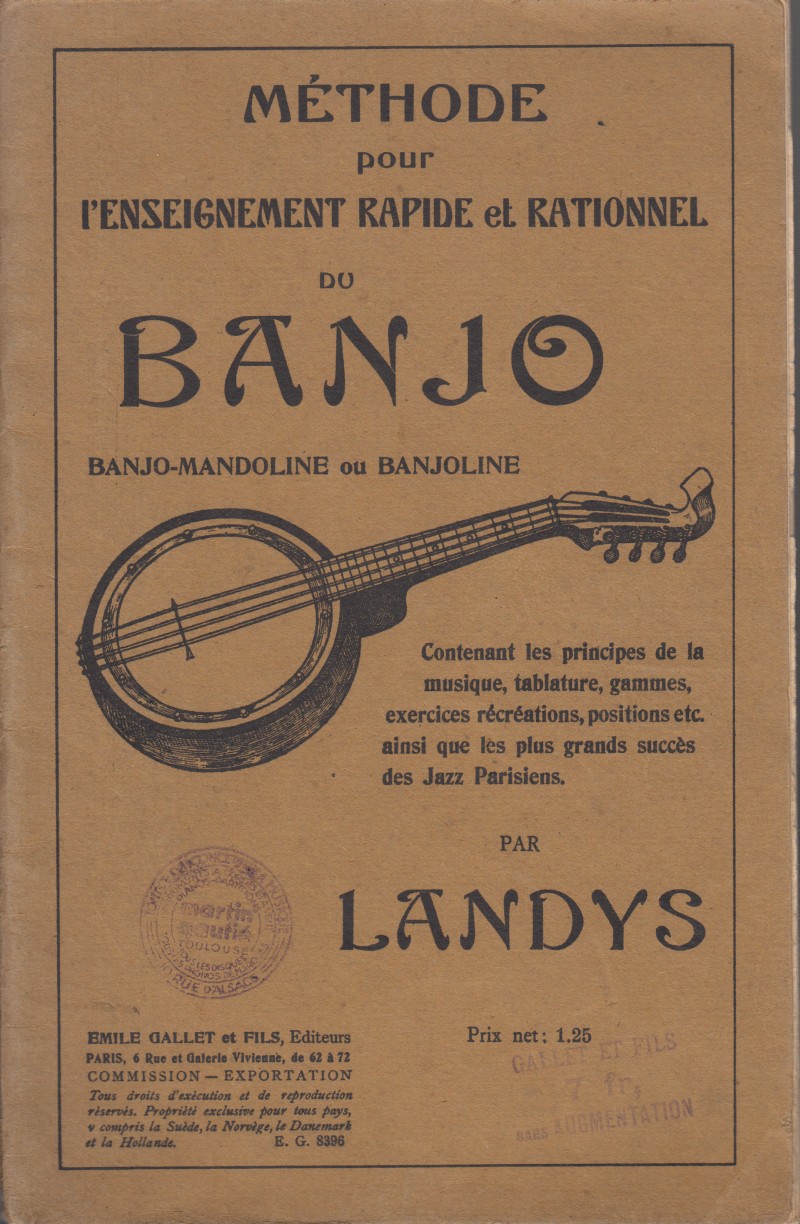 MÉTHODE
pour
l'ENSEIGNEMENT RAPIDE et RATIONNEL
DU
BANJO
BANJO-MANDOLINE ou BANJOLINE
Contenant les principes de la
musique, tablature, gammes,
exercices récréations, positions etc.
ainsi que les plus grands succès
des Jazz Parisiens.
PAR
LANDYS
martin
TOULOUSE
RUE D'ALSACE
EMILE GALLET et FILS, Editeurs
PARIS, 6 Rue et Galerie Vivienne, de 62 à 72
COMMISSION — EXPORTATION
Tous droits d'exécution et de reproduction
réservés. Propriété exclusive pour tous pays,
y compris la Suède, la Norvège, le Danemark
et la Hollande. E. G. 8396
Prix net: 1.25
GALLET ET FILS
7 fr,
sans AUGMENTATION